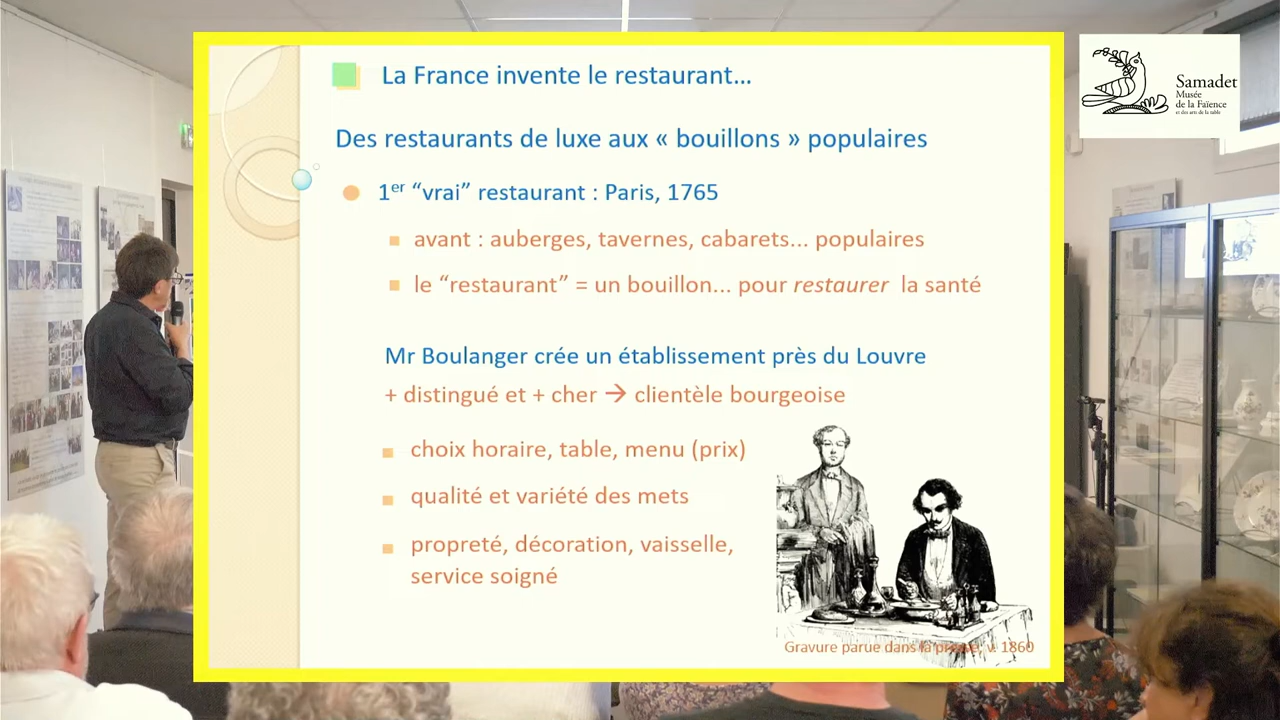 La France invente le restaurant...
Des restaurants de luxe aux « bouillons » populaires
1er “vrai” restaurant : Paris, 1765
avant : auberges, tavernes, cabarets... populaires
le “restaurant” = un bouillon... pour restaurer la santé
Mr Boulanger crée un établissement près du Louvre
+ distingué et + cher → clientèle bourgeoise
choix horaire, table, menu (prix)
qualité et variété des mets
propreté, décoration, vaisselle,
service soigné
Gravure parue dans la presse, v. 1860
Samadet
Musée
de la Faïence
et des arts de la table